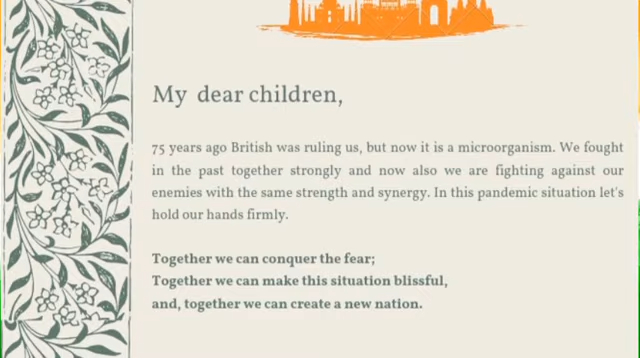 My dear children,
75 years ago British was ruling us, but now it is a microorganism. We fought
in the past together strongly and now also we are fighting against our
enemies with the same strength and synergy. In this pandemic situation let's
hold our hands firmly.
Together we can conquer the fear;
Together we can make this situation blissful,
and, together we can create a new nation.